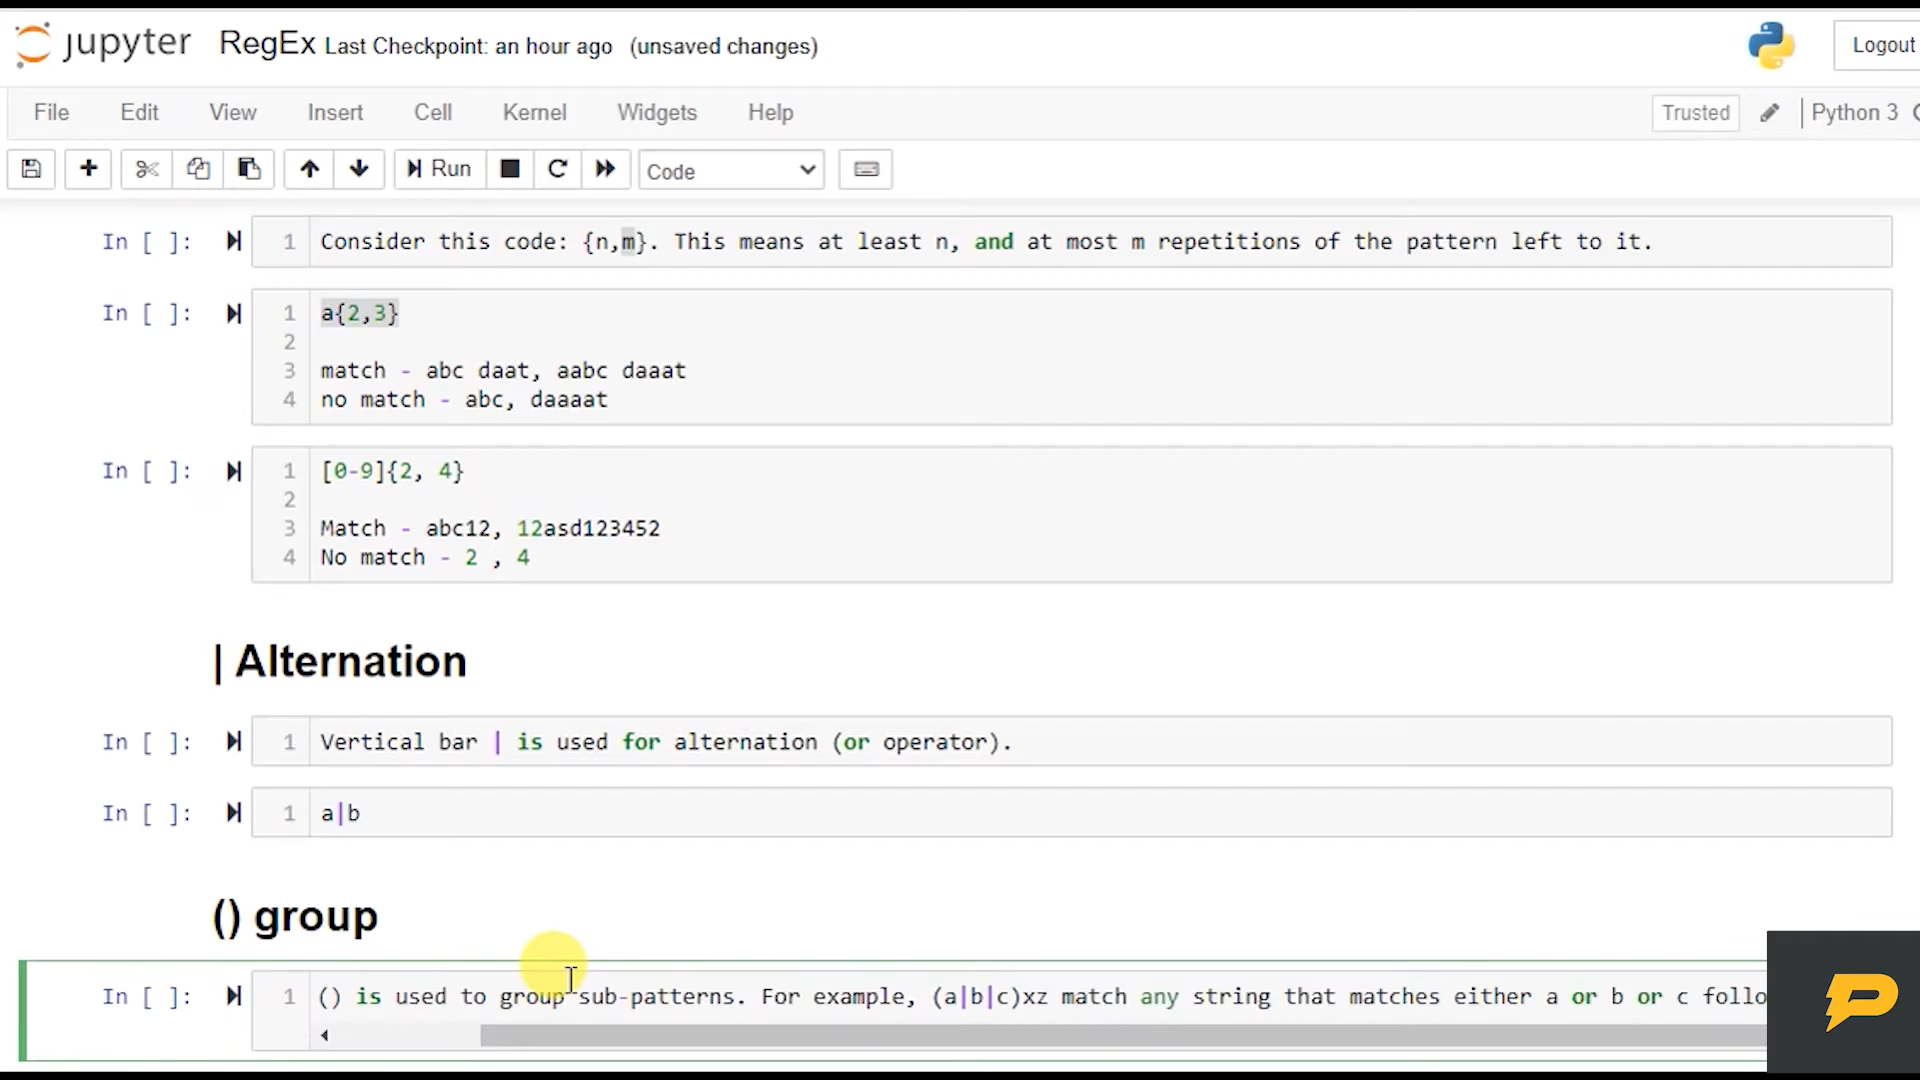 jupyter RegEx Last Checkpoint: an hour ago (unsaved changes) Logout
File Edit View Insert Cell Kernel Widgets Help Trusted Python 3
Run Code
In [ ]: 1 Consider this code: {n,m}. This means at least n, and at most m repetitions of the pattern left to it.
In [ ]: 1 a{2,3}
2
3 match - abc daat, aabc daaat
4 no match - abc, daaaat
In [ ]: 1 [0-9]{2, 4}
2
3 Match - abc12, 12asd123452
4 No match - 2 , 4
| Alternation
In [ ]: 1 Vertical bar | is used for alternation (or operator).
In [ ]: 1 a|b
() group
In [ ]: 1 () is used to group sub-patterns. For example, (a|b|c)xz match any string that matches either a or b or c follo